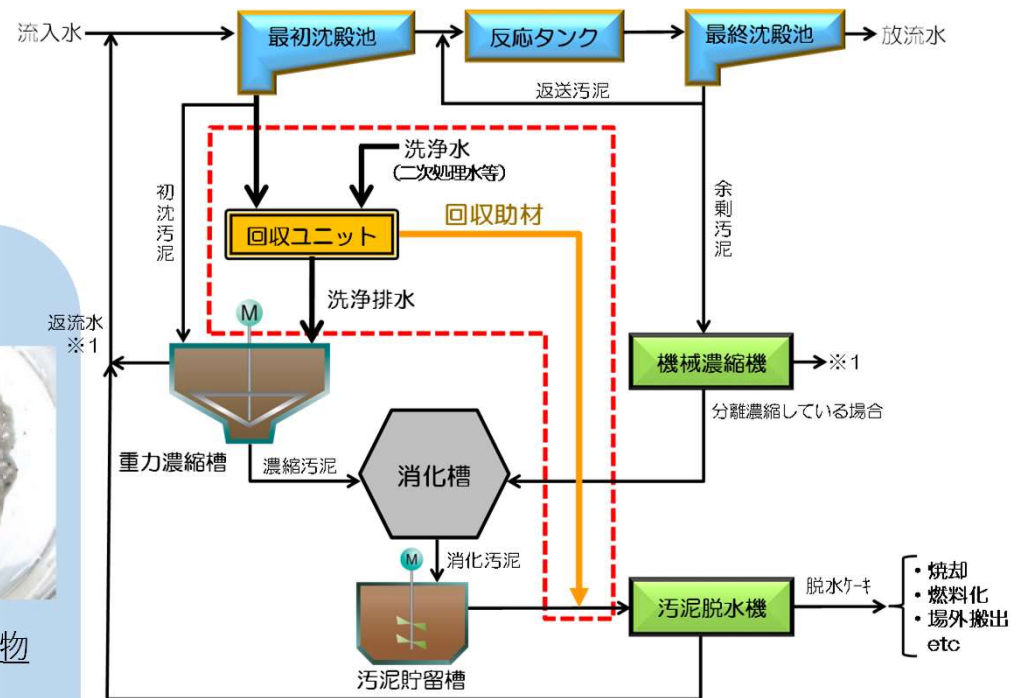 流入水
最初沈殿池
反応タンク
最終沈殿池
放流水
返送汚泥
洗浄水
(二次処理水等)
初沈汚泥
余剰汚泥
回収助材
回収ユニット
洗浄排水
M
返流水
※1
機械濃縮機
※1
分離濃縮している場合
重力濃縮槽
濃縮汚泥
消化槽
消化汚泥
M
脱水ケーキ
・焼却
・燃料化
・場外搬出
etc
汚泥脱水機
汚泥貯留槽
物